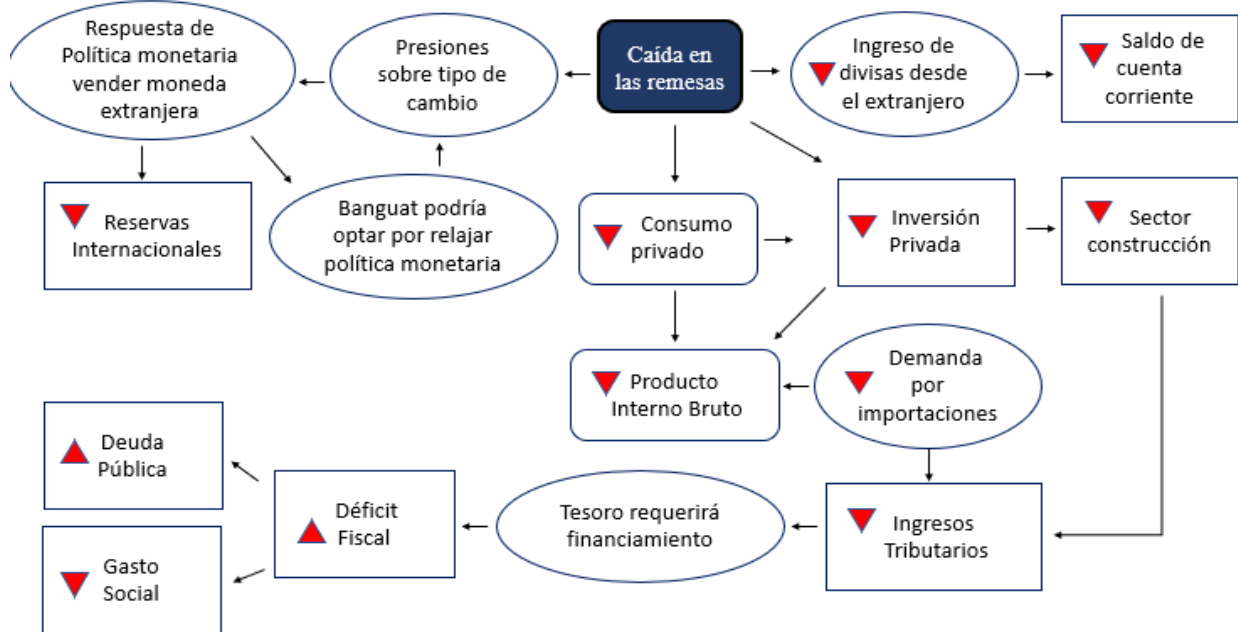 Respuesta de
Política monetaria
vender moneda
extranjera
Presiones
sobre tipo de
cambio
Caída en
las remesas
Ingreso de
divisas desde
el extranjero
Saldo de
cuenta
corriente
Reservas
Internacionales
Banguat podría
optar por relajar
política monetaria
Consumo
privado
Inversión
Privada
Sector
construcción
Producto
Interno Bruto
Demanda
por
importaciones
Deuda
Pública
Déficit
Fiscal
Tesoro requerirá
financiamiento
Ingresos
Tributarios
Gasto
Social